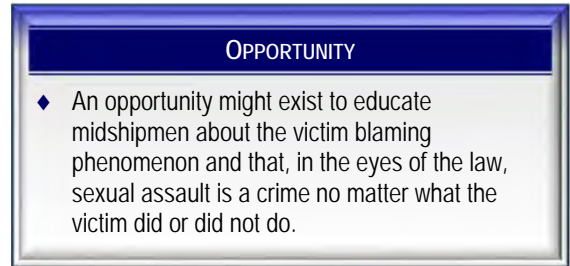 OPPORTUNITY
♦ An opportunity might exist to educate
midshipmen about the victim blaming
phenomenon and that, in the eyes of the law,
sexual assault is a crime no matter what the
victim did or did not do.